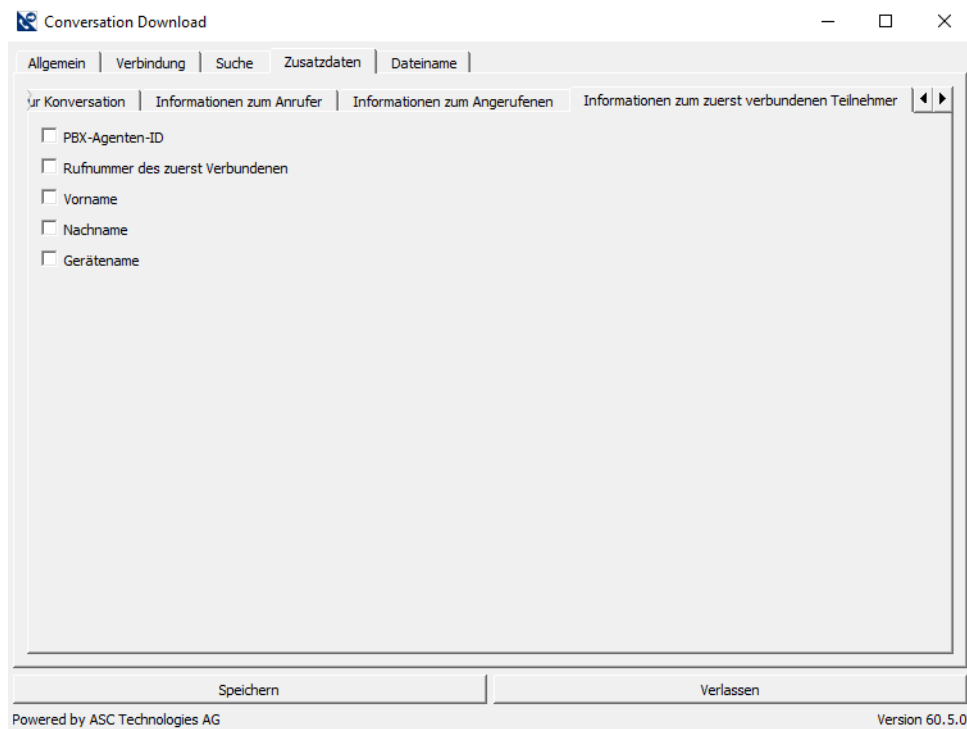 Conversation Download
Allgemein Verbindung Suche Zusatzdaten Dateiname
ur Konversation Informationen zum Anrufer Informationen zum Angerufenen Informationen zum zuerst verbundenen Teilnehmer
PBX-Agenten-ID
Rufnummer des zuerst Verbundenen
Vorname
Nachname
Gerätename
Speichern Verlassen
Powered by ASC Technologies AG Version 60.5.0